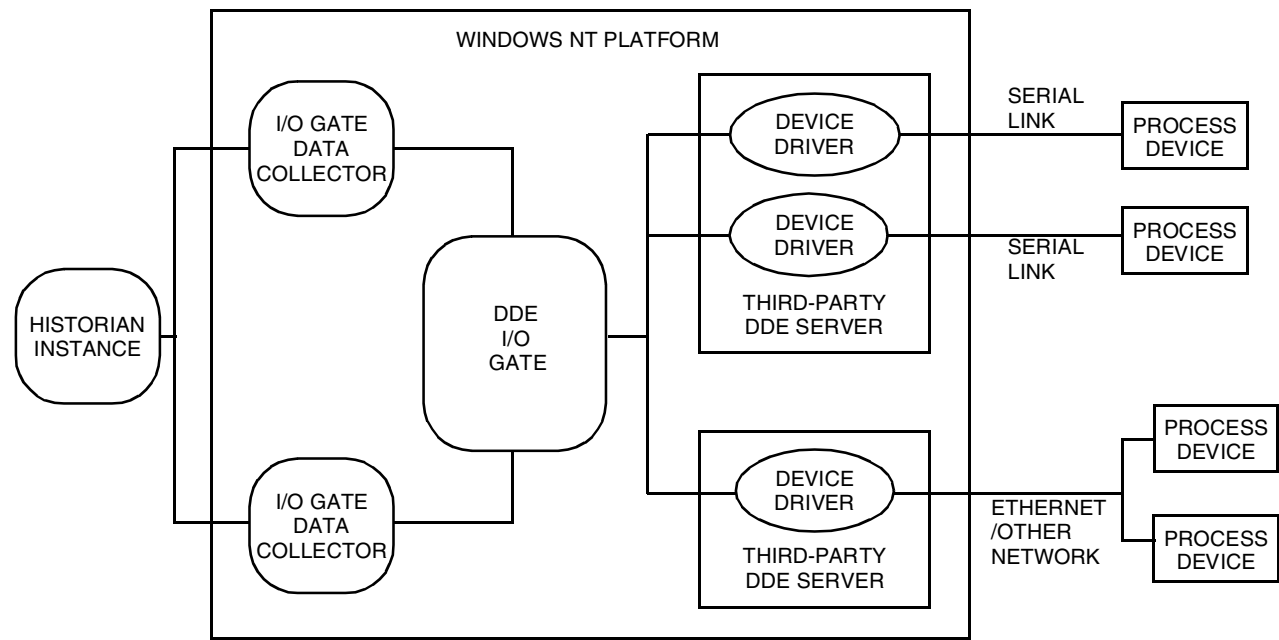 WINDOWS NT PLATFORM
I/O GATE
DATA
COLLECTOR
DEVICE
DRIVER
SERIAL
LINK
PROCESS
DEVICE
DEVICE
DRIVER
SERIAL
LINK
PROCESS
DEVICE
THIRD-PARTY
DDE SERVER
HISTORIAN
INSTANCE
DDE
I/O
GATE
I/O GATE
DATA
COLLECTOR
DEVICE
DRIVER
THIRD-PARTY
DDE SERVER
ETHERNET
/OTHER
NETWORK
PROCESS
DEVICE
PROCESS
DEVICE